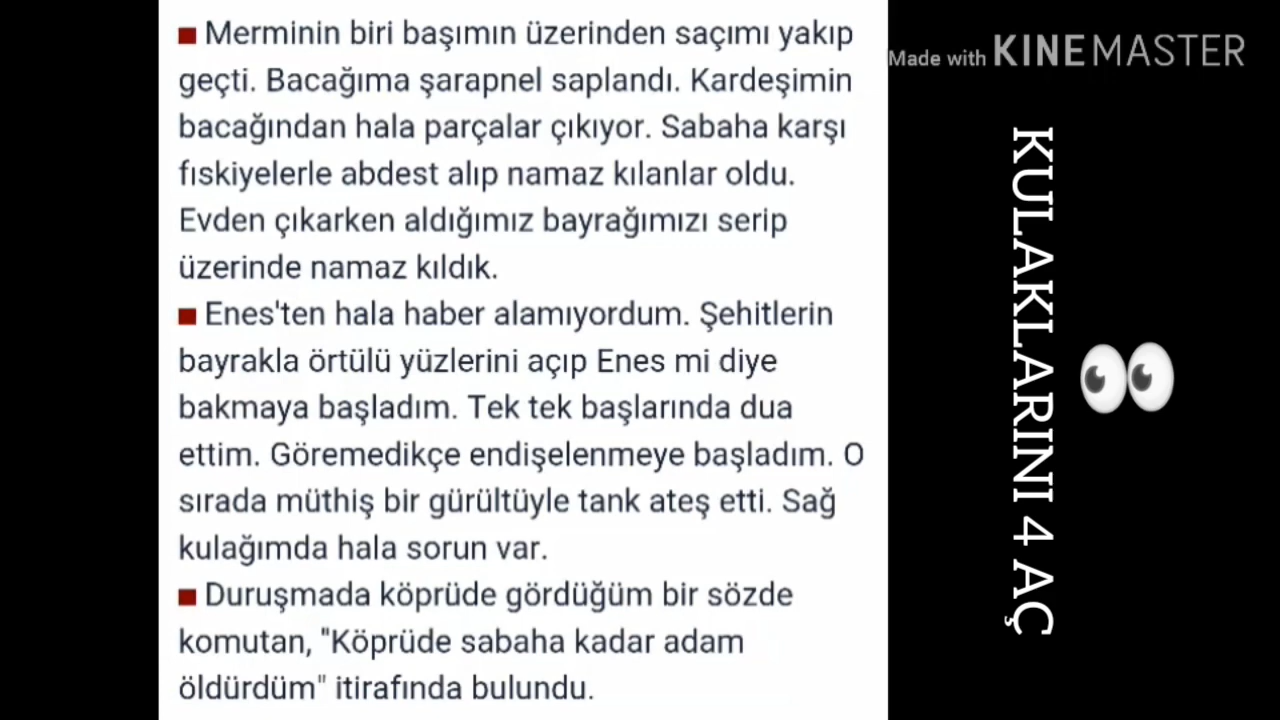 ■ Merminin biri başımın üzerinden saçımı yakıp
geçti. Bacağıma şarapnel saplandı. Kardeşimin
bacağından hala parçalar çıkıyor. Sabaha karşı
fıskiyelerle abdest alıp namaz kılanlar oldu.
Evden çıkarken aldığımız bayrağımızı serip
üzerinde namaz kıldık.
■ Enes'ten hala haber alamıyordum. Şehitlerin
bayrakla örtülü yüzlerini açıp Enes mi diye
bakmaya başladım. Tek tek başlarında dua
ettim. Göremedikçe endişelenmeye başladım. O
sırada müthiş bir gürültüyle tank ateş etti. Sağ
kulağımda hala sorun var.
■ Duruşmada köprüde gördüğüm bir sözde
komutan, "Köprüde sabaha kadar adam
öldürdüm" itirafında bulundu.
Made with KINEMASTER
KULAKLARINI 4 AÇ